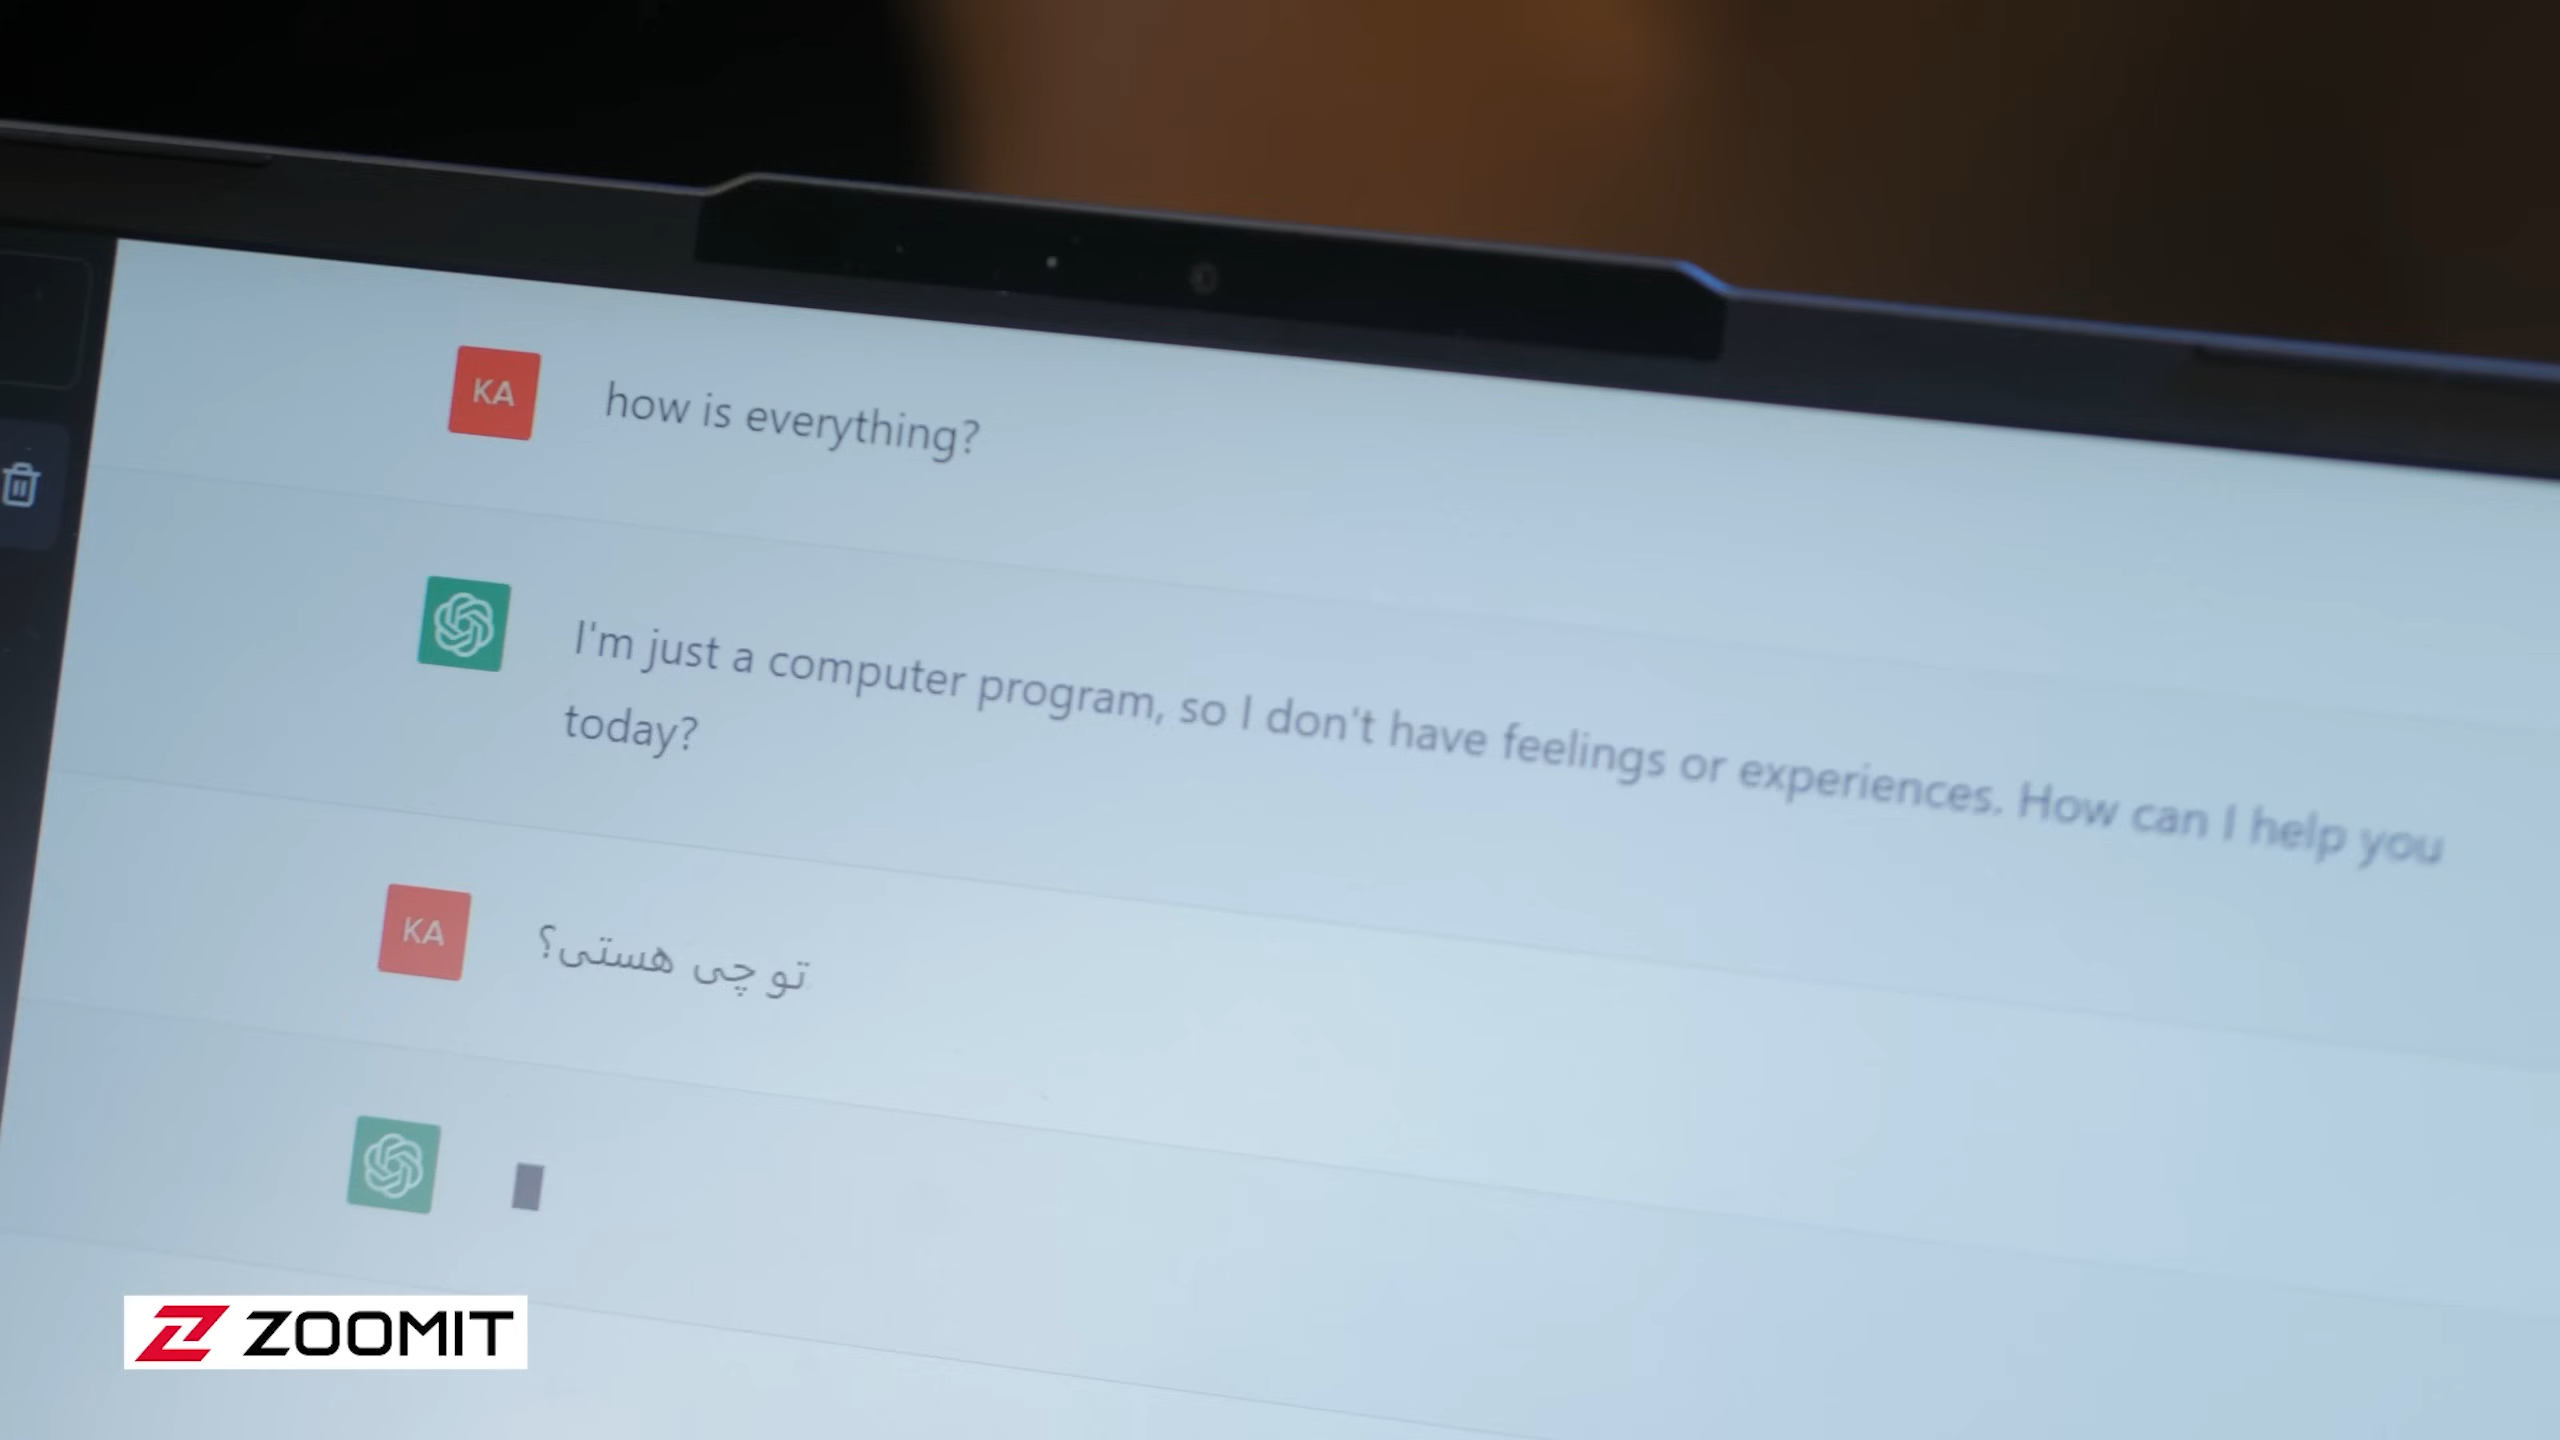 KA
how is everything?
I'm just a computer program, so I don't have feelings or experiences. How can I help you
today?
KA
تو چی هستی؟
ZOOMIT